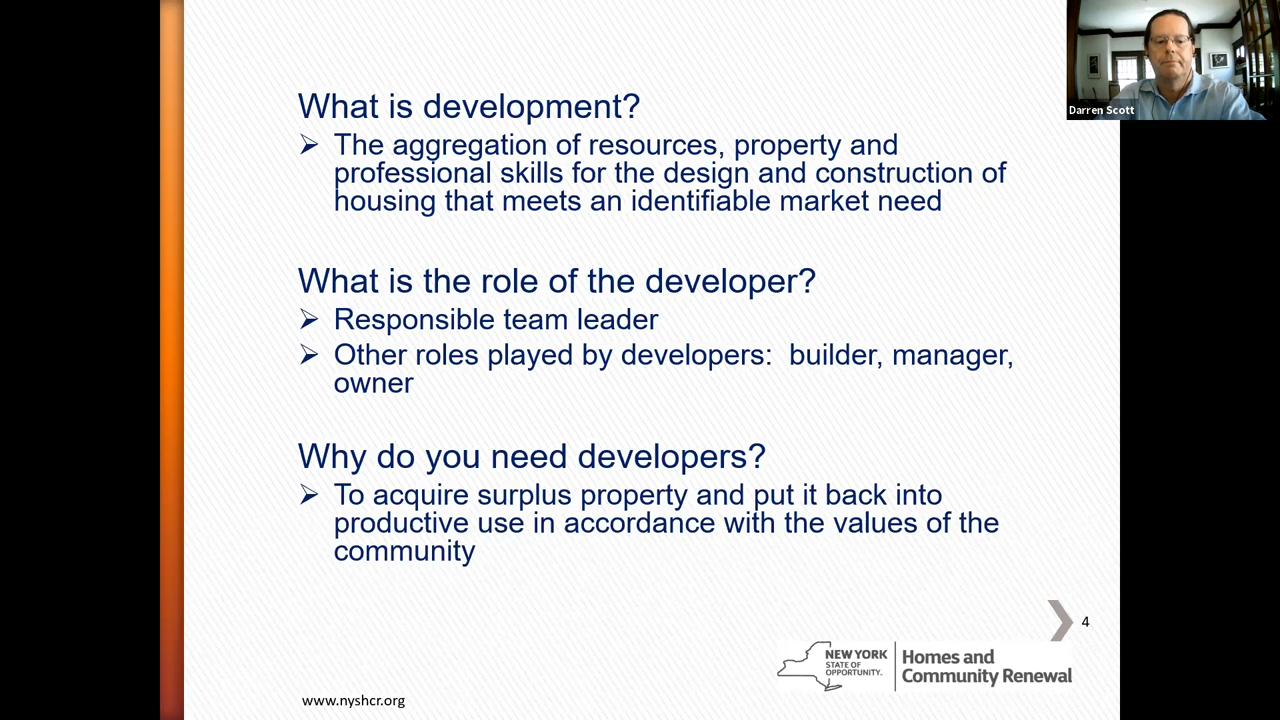 What is development?
➢ The aggregation of resources, property and
professional skills for the design and construction of
housing that meets an identifiable market need
What is the role of the developer?
➢ Responsible team leader
➢ Other roles played by developers:  builder, manager,
owner
Why do you need developers?
➢ To acquire surplus property and put it back into
productive use in accordance with the values of the
community
4
NEW YORK
STATE OF
OPPORTUNITY.
Homes and
Community Renewal
www.nyshcr.org
Darren Scott